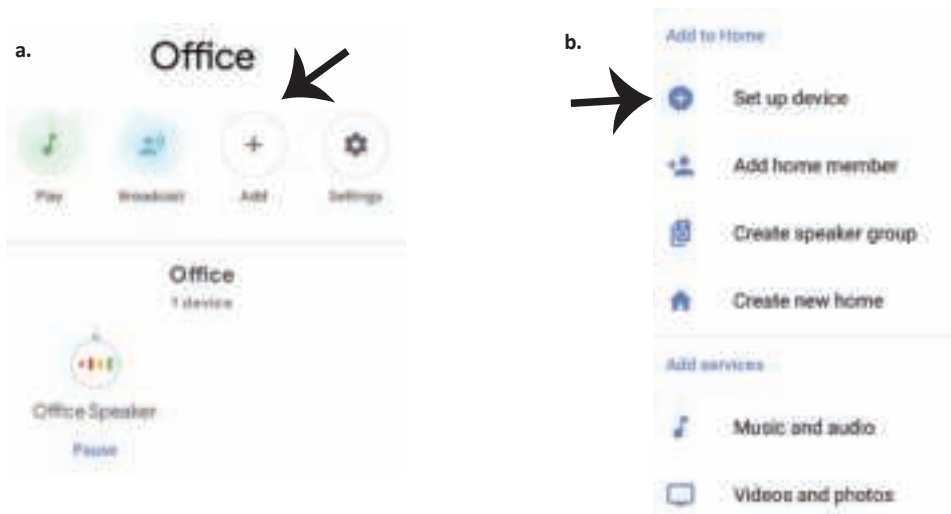 a.
Office
Play
Broadcast
Add
Settings
Office
1 device
Office Speaker
Pause
b.
Add to Home
Set up device
Add home member
Create speaker group
Create new home
Add services
Music and audio
Videos and photos